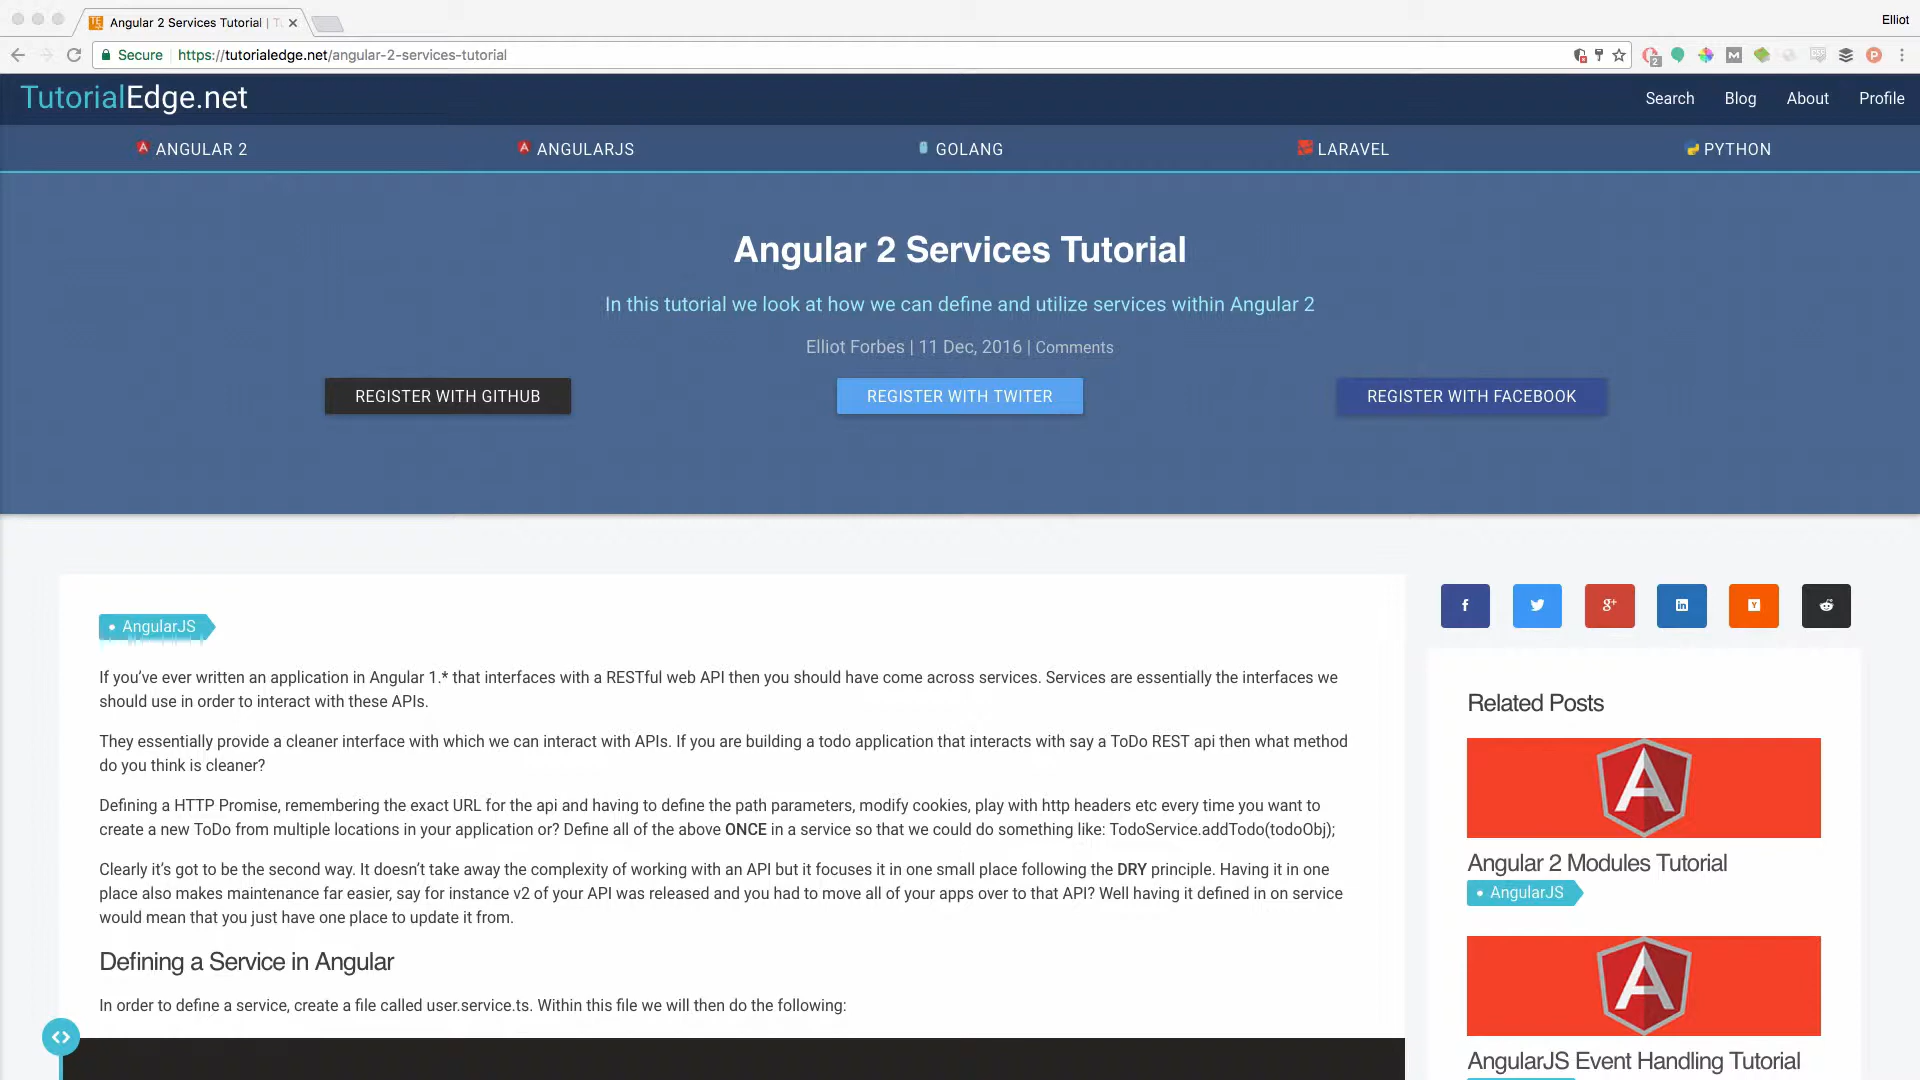 Angular 2 Services Tutorial |
Elliot
Secure
https://tutorialedge.net/angular-2-services-tutorial
TutorialEdge.net
Search
Blog
About
Profile
ANGULAR 2
ANGULARJS
GOLANG
LARAVEL
PYTHON
Angular 2 Services Tutorial
In this tutorial we look at how we can define and utilize services within Angular 2
Elliot Forbes | 11 Dec, 2016 | Comments
REGISTER WITH GITHUB
REGISTER WITH TWITER
REGISTER WITH FACEBOOK
AngularJS
If you’ve ever written an application in Angular 1.* that interfaces with a RESTful web API then you should have come across services. Services are essentially the interfaces we
should use in order to interact with these APIs.
They essentially provide a cleaner interface with which we can interact with APIs. If you are building a todo application that interacts with say a ToDo REST api then what method
do you think is cleaner?
Defining a HTTP Promise, remembering the exact URL for the api and having to define the path parameters, modify cookies, play with http headers etc every time you want to
create a new ToDo from multiple locations in your application or? Define all of the above ONCE in a service so that we could do something like: TodoService.addTodo(todoObj);
Clearly it’s got to be the second way. It doesn’t take away the complexity of working with an API but it focuses it in one small place following the DRY principle. Having it in one
place also makes maintenance far easier, say for instance v2 of your API was released and you had to move all of your apps over to that API? Well having it defined in on service
would mean that you just have one place to update it from.
Defining a Service in Angular
In order to define a service, create a file called user.service.ts. Within this file we will then do the following:
Related Posts
Angular 2 Modules Tutorial
AngularJS
AngularJS Event Handling Tutorial